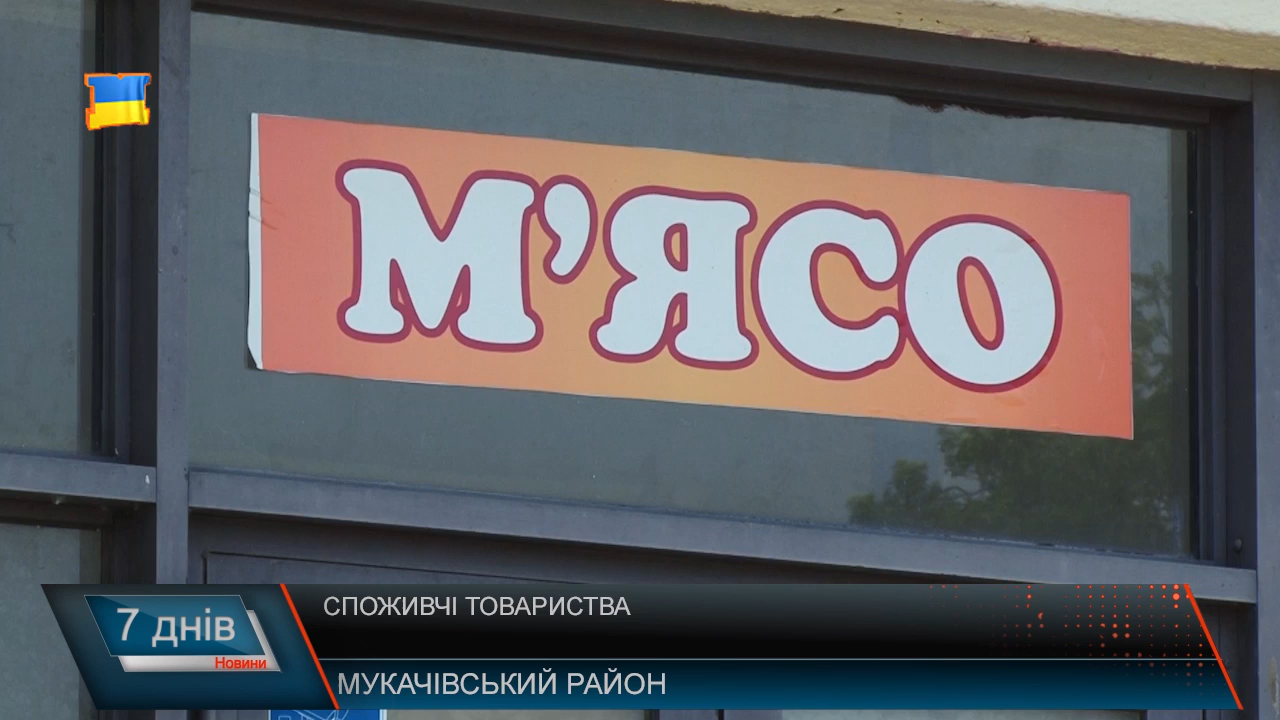 М’ЯСО
СПОЖИВЧІ ТОВАРИСТВА
7 днів
Новини
МУКАЧІВСЬКИЙ РАЙОН